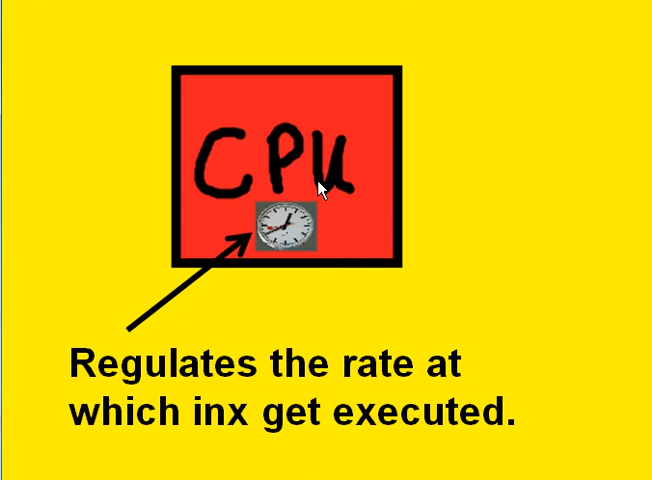 CPU
Regulates the rate at
which inx get executed.